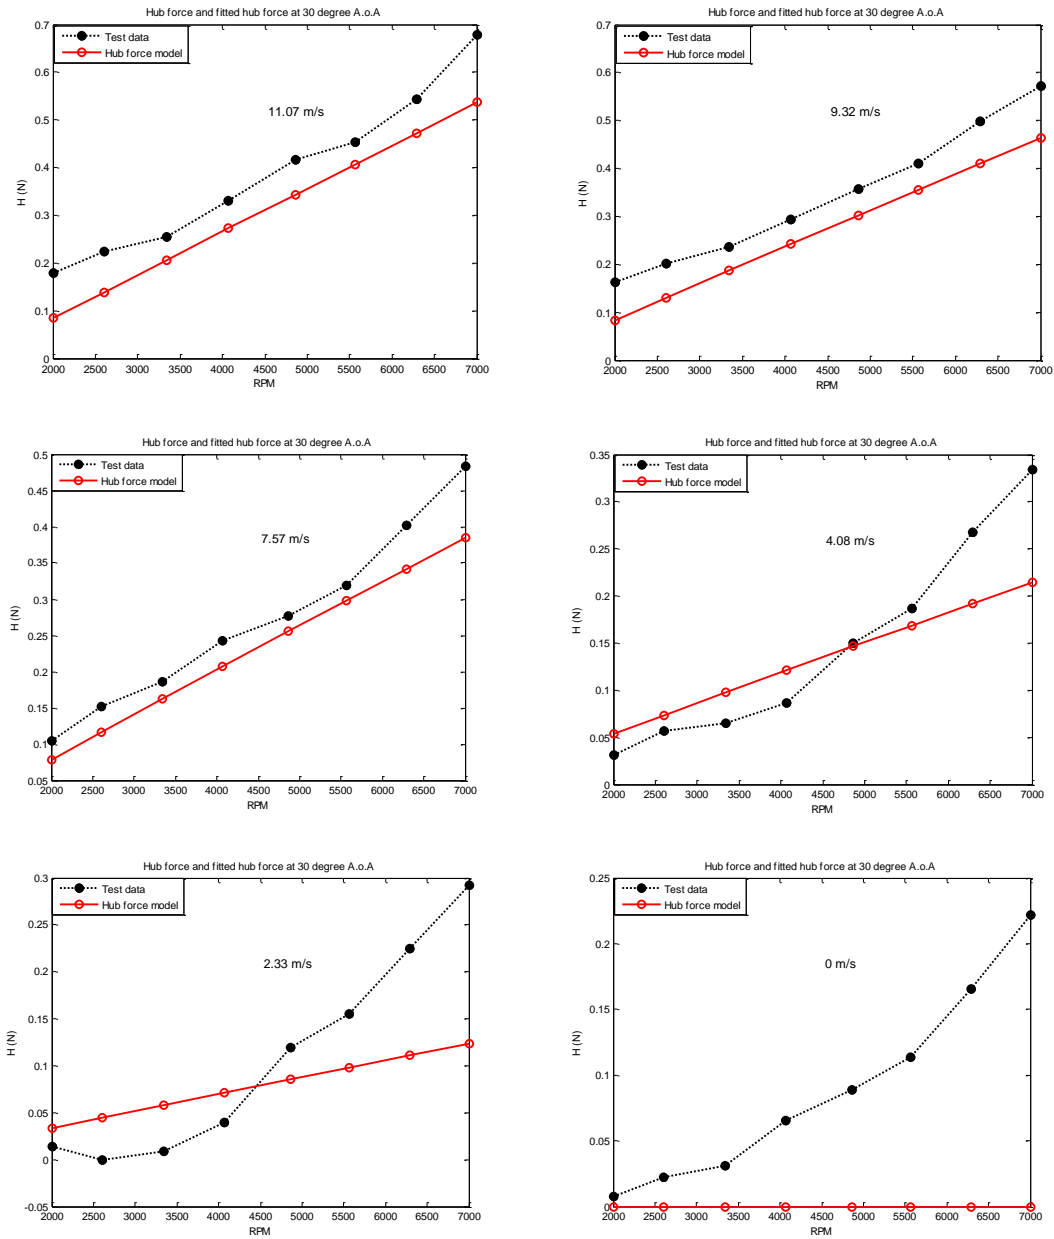 Hub force and fitted hub force at 30 degree A.o.A
Test data
Hub force model
11.07 m/s
H (N)
0.7
0.6
0.5
0.4
0.3
0.2
0.1
0
2000 2500 3000 3500 4000 4500 5000 5500 6000 6500 7000
RPM
Hub force and fitted hub force at 30 degree A.o.A
Test data
Hub force model
9.32 m/s
H (N)
0.7
0.6
0.5
0.4
0.3
0.2
0.1
0
2000 2500 3000 3500 4000 4500 5000 5500 6000 6500 7000
RPM
Hub force and fitted hub force at 30 degree A.o.A
Test data
Hub force model
7.57 m/s
H (N)
0.5
0.45
0.4
0.35
0.3
0.25
0.2
0.15
0.1
0.05
2000 2500 3000 3500 4000 4500 5000 5500 6000 6500 7000
RPM
Hub force and fitted hub force at 30 degree A.o.A
Test data
Hub force model
4.08 m/s
H (N)
0.35
0.3
0.25
0.2
0.15
0.1
0.05
0
2000 2500 3000 3500 4000 4500 5000 5500 6000 6500 7000
RPM
Hub force and fitted hub force at 30 degree A.o.A
Test data
Hub force model
2.33 m/s
H (N)
0.3
0.25
0.2
0.15
0.1
0.05
0
-0.05
2000 2500 3000 3500 4000 4500 5000 5500 6000 6500 7000
RPM
Hub force and fitted hub force at 30 degree A.o.A
Test data
Hub force model
0 m/s
H (N)
0.25
0.2
0.15
0.1
0.05
0
2000 2500 3000 3500 4000 4500 5000 5500 6000 6500 7000
RPM